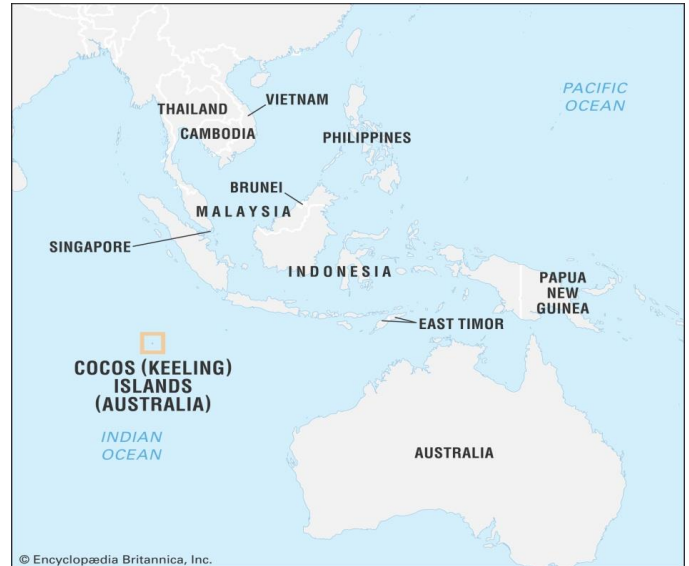 PACIFIC
OCEAN
THAILAND
VIETNAM
CAMBODIA
PHILIPPINES
BRUNEI
MALAYSIA
SINGAPORE
INDONESIA
PAPUA
NEW
GUINEA
EAST TIMOR
COCOS (KEELING)
ISLANDS
(AUSTRALIA)
INDIAN
OCEAN
AUSTRALIA
© Encyclopædia Britannica, Inc.